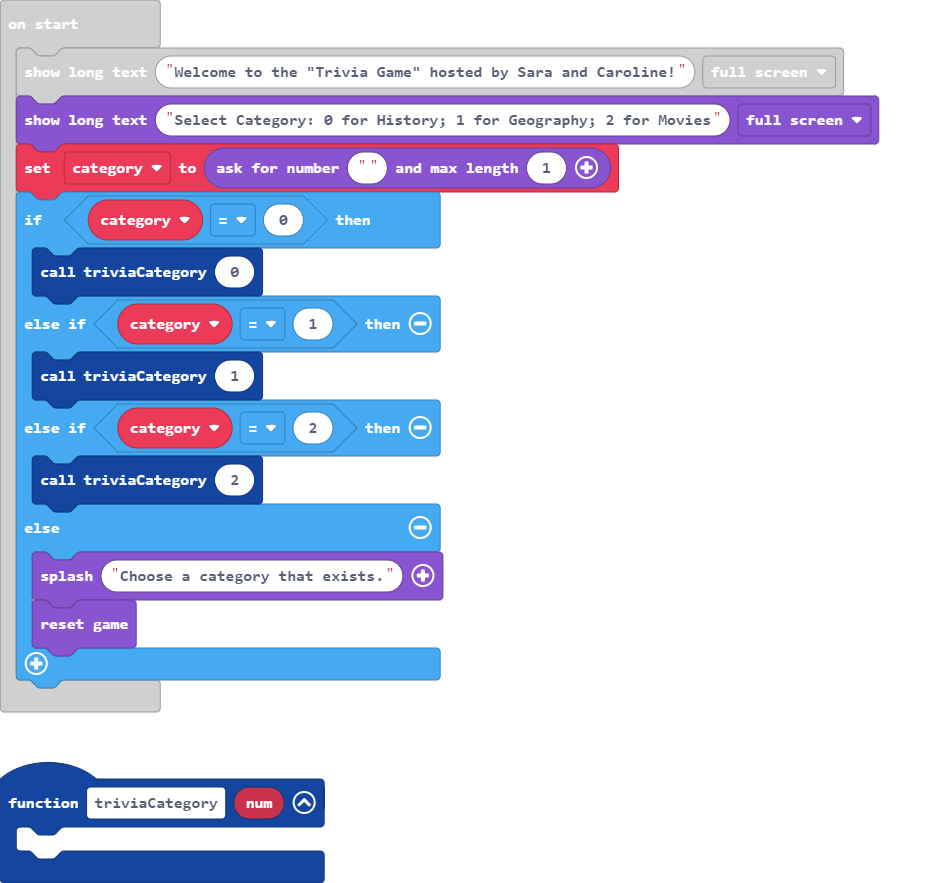 on start
show long text "Welcome to the "Trivia Game" hosted by Sara and Caroline!" full screen
show long text "Select Category: 0 for History; 1 for Geography; 2 for Movies" full screen
set category to ask for number " " and max length 1
if category = 0 then
call triviaCategory 0
else if category = 1 then
call triviaCategory 1
else if category = 2 then
call triviaCategory 2
else
splash "Choose a category that exists."
reset game
function triviaCategory num